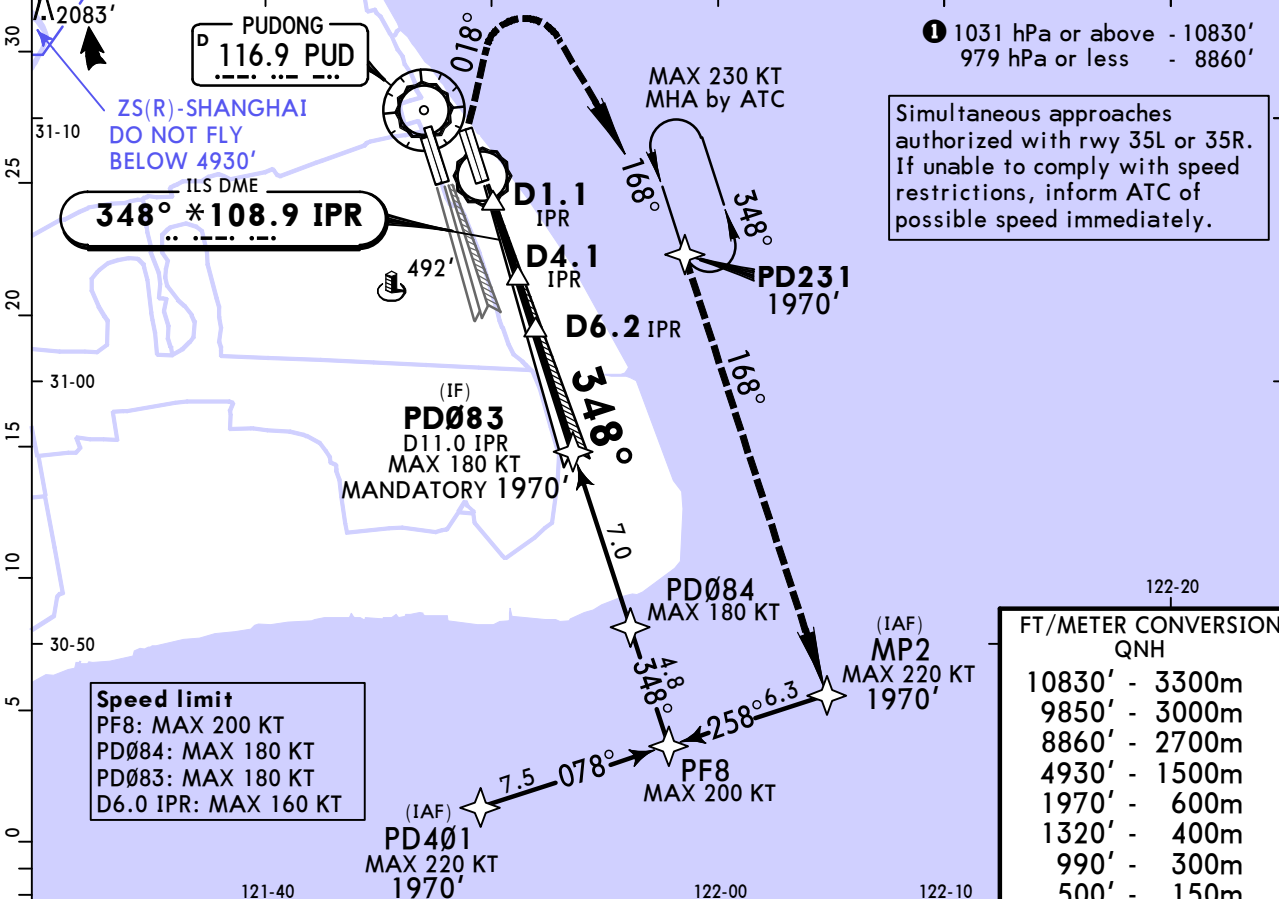 2083'
PUDONG
D 116.9 PUD
018°
❶ 1031 hPa or above - 10830'
979 hPa or less - 8860'
MAX 230 KT
MHA by ATC
ZS(R)-SHANGHAI
DO NOT FLY
BELOW 4930'
Simultaneous approaches
authorized with rwy 35L or 35R.
If unable to comply with speed
restrictions, inform ATC of
possible speed immediately.
30
31-10
25
ILS DME
348° *108.9 IPR
D1.1
IPR
168°
348°
D4.1
IPR
492'
PD231
1970'
20
D6.2 IPR
168°
31-00
348°
(IF)
PDØ83
D11.0 IPR
MAX 180 KT
MANDATORY 1970'
15
7.0
10
PDØ84
MAX 180 KT
122-20
30-50
4.8
348°
(IAF)
MP2
MAX 220 KT
1970'
6.3
258°
FT/METER CONVERSION
QNH
10830' - 3300m
9850' - 3000m
8860' - 2700m
4930' - 1500m
1970' - 600m
1320' - 400m
990' - 300m
500' - 150m
5
Speed limit
PF8: MAX 200 KT
PDØ84: MAX 180 KT
PDØ83: MAX 180 KT
D6.0 IPR: MAX 160 KT
7.5
078°
PF8
MAX 200 KT
0
(IAF)
PD4Ø1
MAX 220 KT
1970'
121-40
122-00
122-10